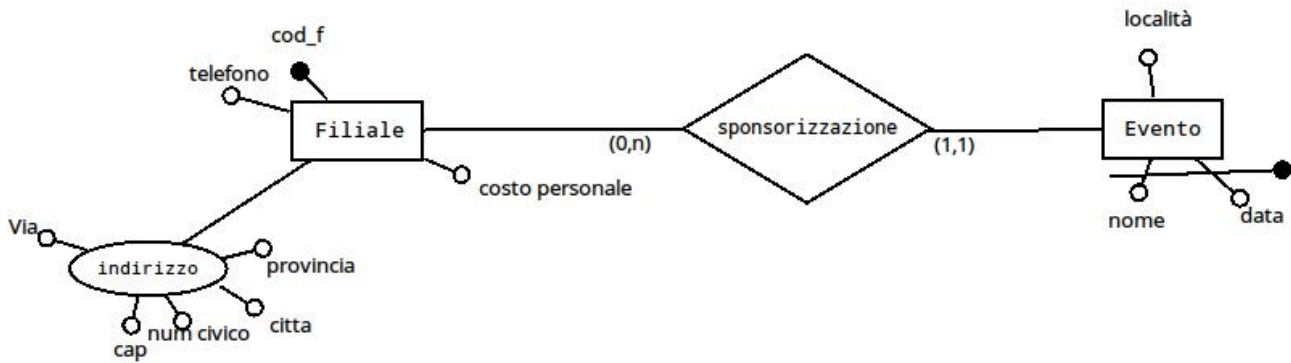 località
cod_f
telefono
Filiale
sponsorizzazione
Evento
(0,n)
(1,1)
costo personale
nome
data
Via
indirizzo
provincia
num civico
citta
cap